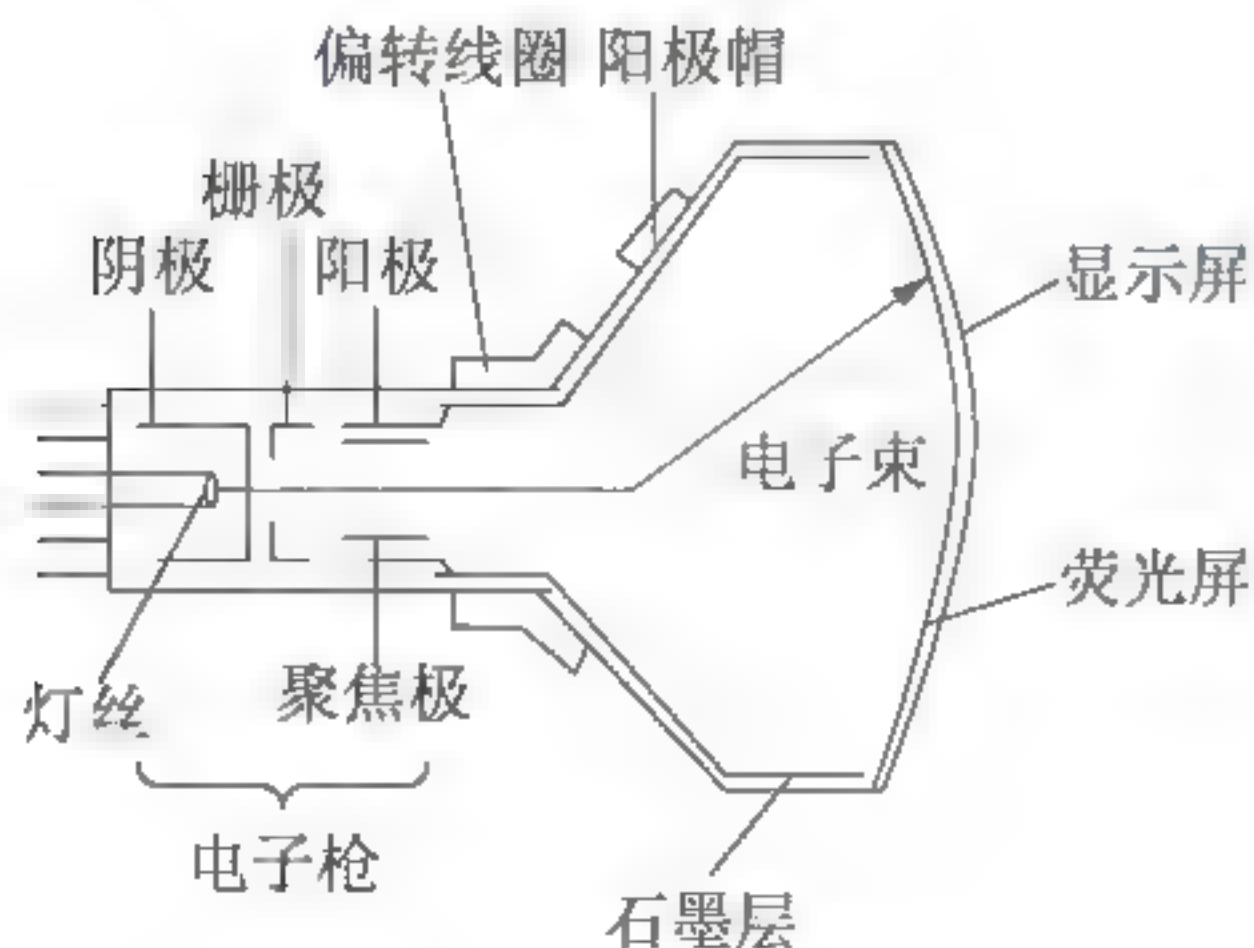 偏转线圈 阳极帽
栅极
阴极 阳极
显示屏
电子束
荧光屏
灯丝 聚焦极
电子枪
石墨层